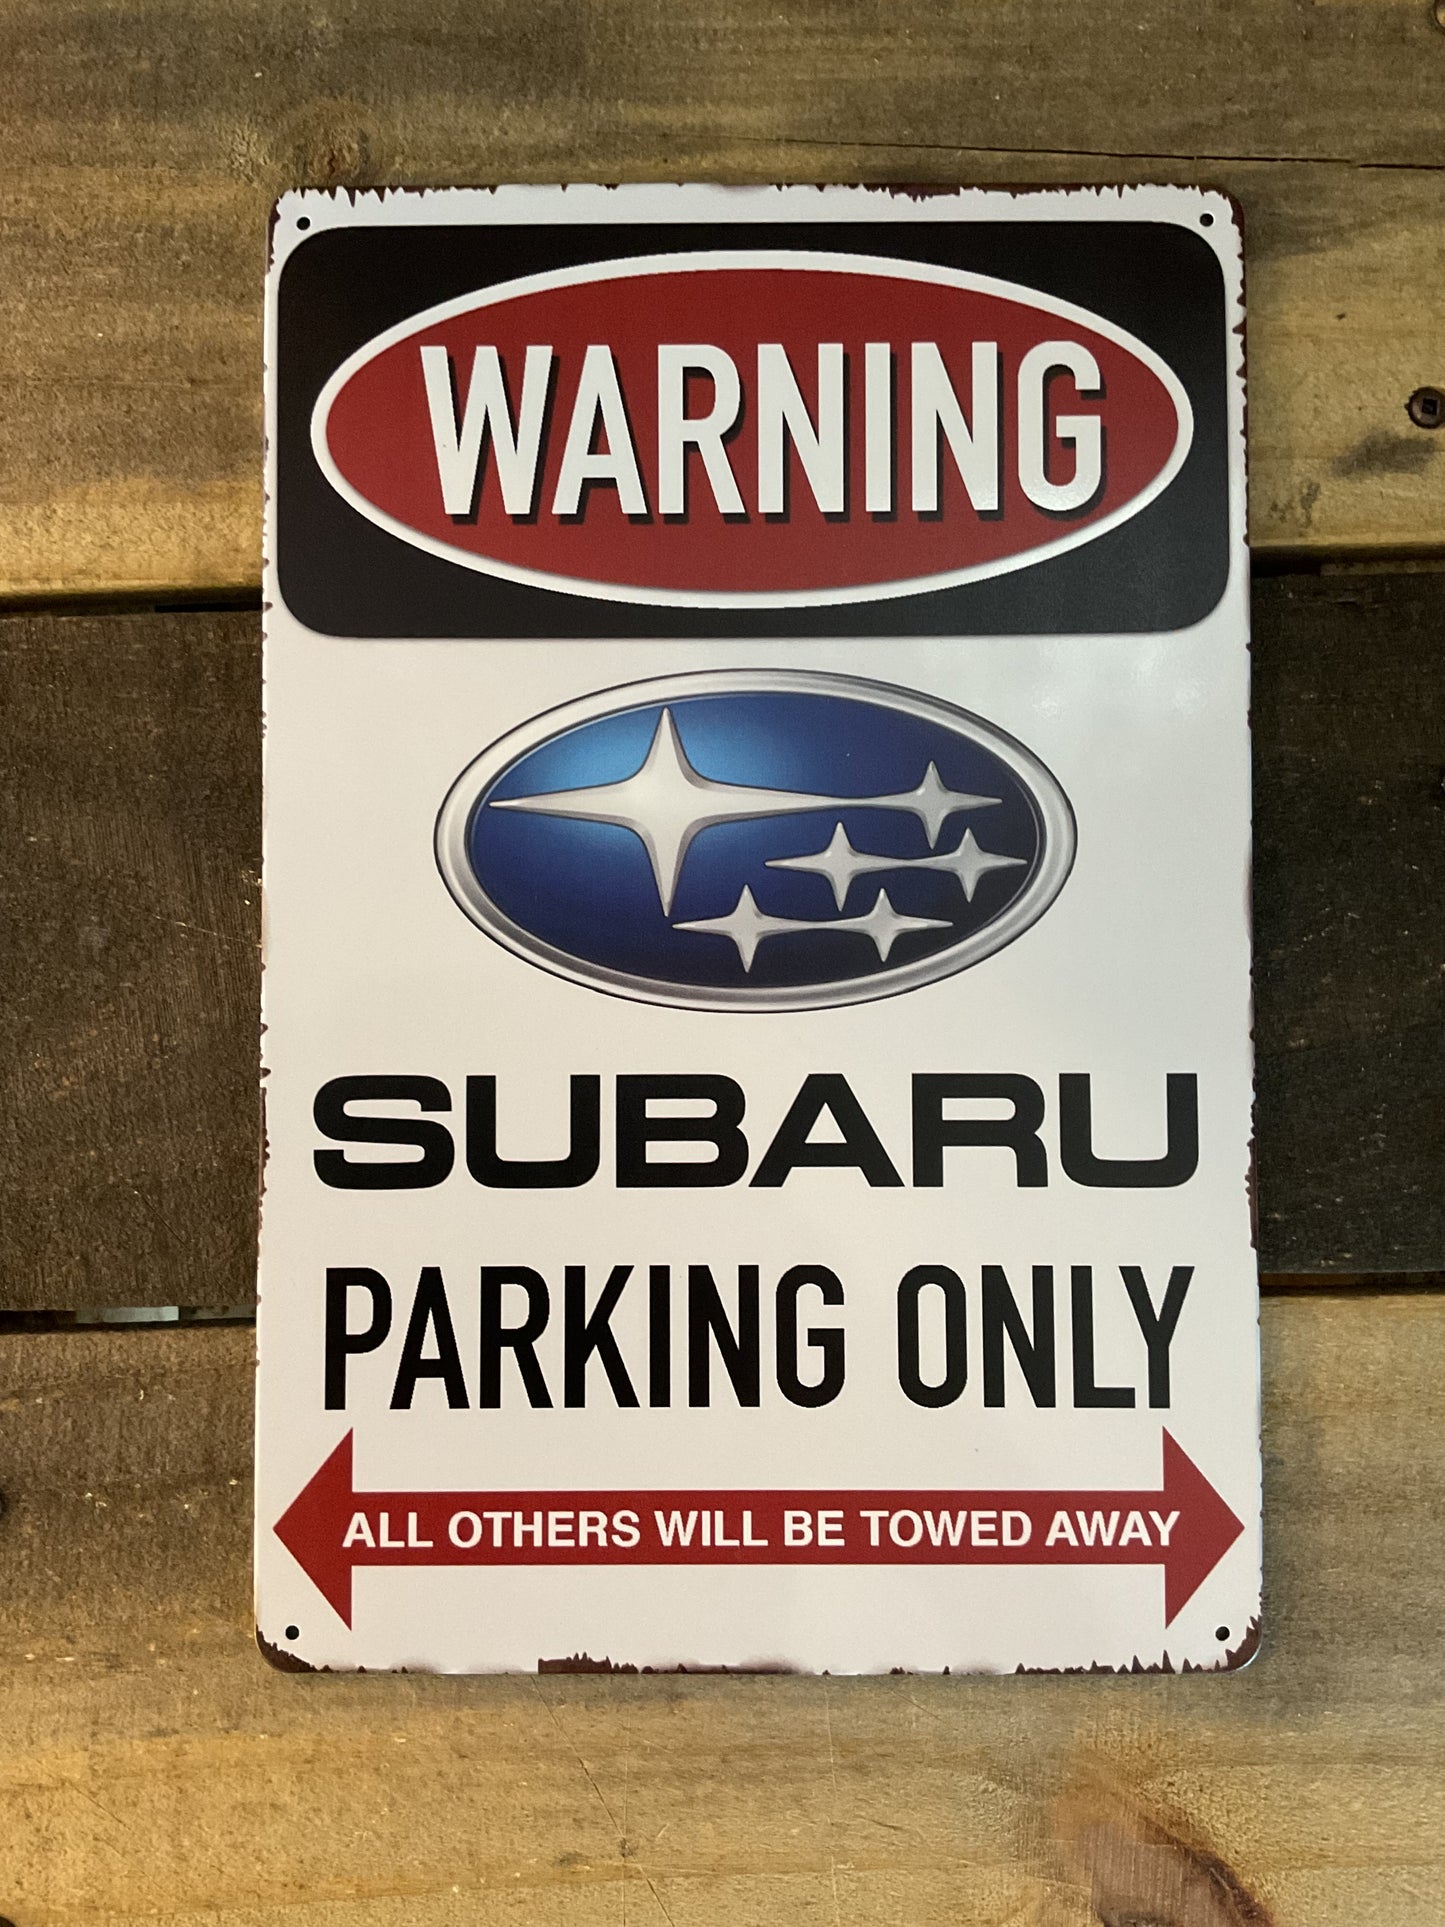 WARNING
SUBARU
PARKING ONLY
ALL OTHERS WILL BE TOWED AWAY